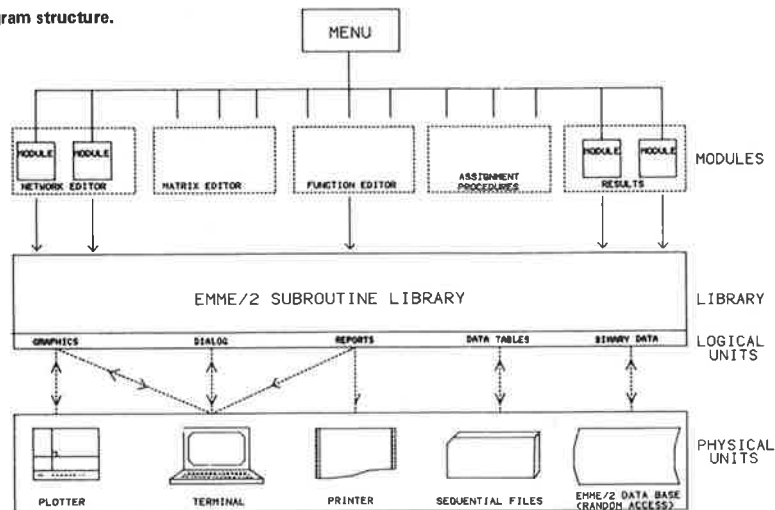 gram structure.
MENU
MODULE MODULE MODULE MODULE MODULES
NETWORK EDITOR MATRIX EDITOR FUNCTION EDITOR ASSIGNMENT PROCEDURES RESULTS
EMME/2 SUBROUTINE LIBRARY LIBRARY
GRAPHICS DIALOG REPORTS DATA TABLES BINARY DATA LOGICAL UNITS
PHYSICAL UNITS
PLOTTER TERMINAL PRINTER SEQUENTIAL FILES EMME/2 DATA BASE
(RANDOM ACCESS)